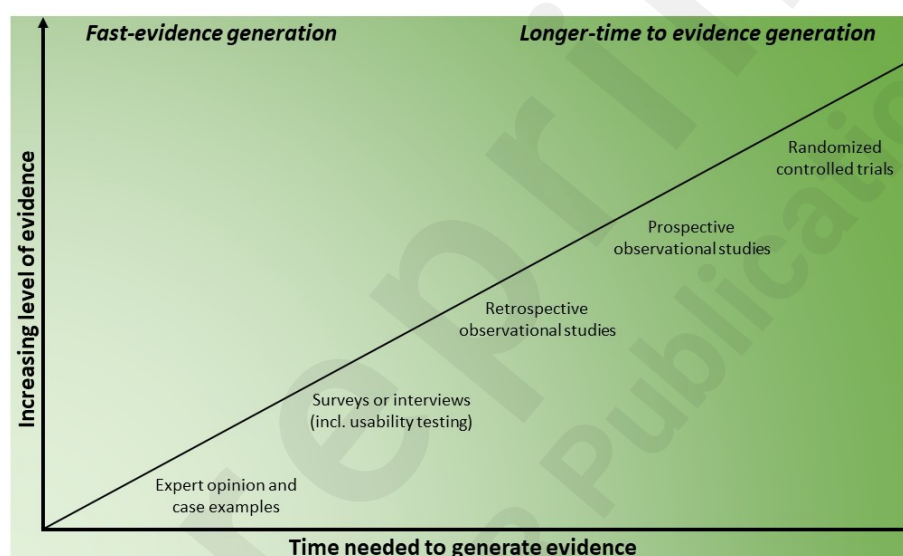 Fast-evidence generation
Longer-time to evidence generation
Increasing level of evidence
Randomized
controlled trials
Prospective
observational studies
Retrospective
observational studies
Surveys or interviews
(incl. usability testing)
Expert opinion and
case examples
Time needed to generate evidence